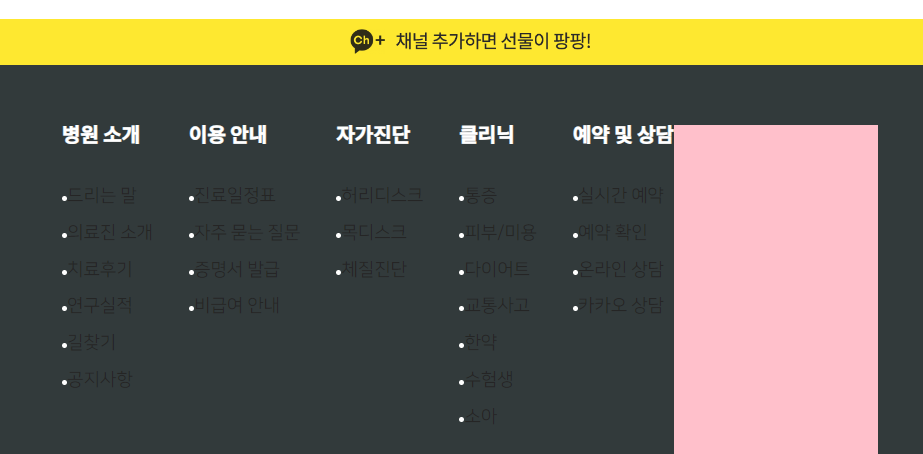 Ch+ 채널 추가하면 선물이 팡팡!
병원 소개
드리는 말
의료진 소개
치료후기
연구실적
길찾기
공지사항
이용 안내
진료일정표
자주 묻는 질문
증명서 발급
비급여 안내
자가진단
허리디스크
목디스크
체질진단
클리닉
통증
피부/미용
다이어트
교통사고
한약
수험생
소아
예약 및 상담
실시간 예약
예약 확인
온라인 상담
카카오 상담